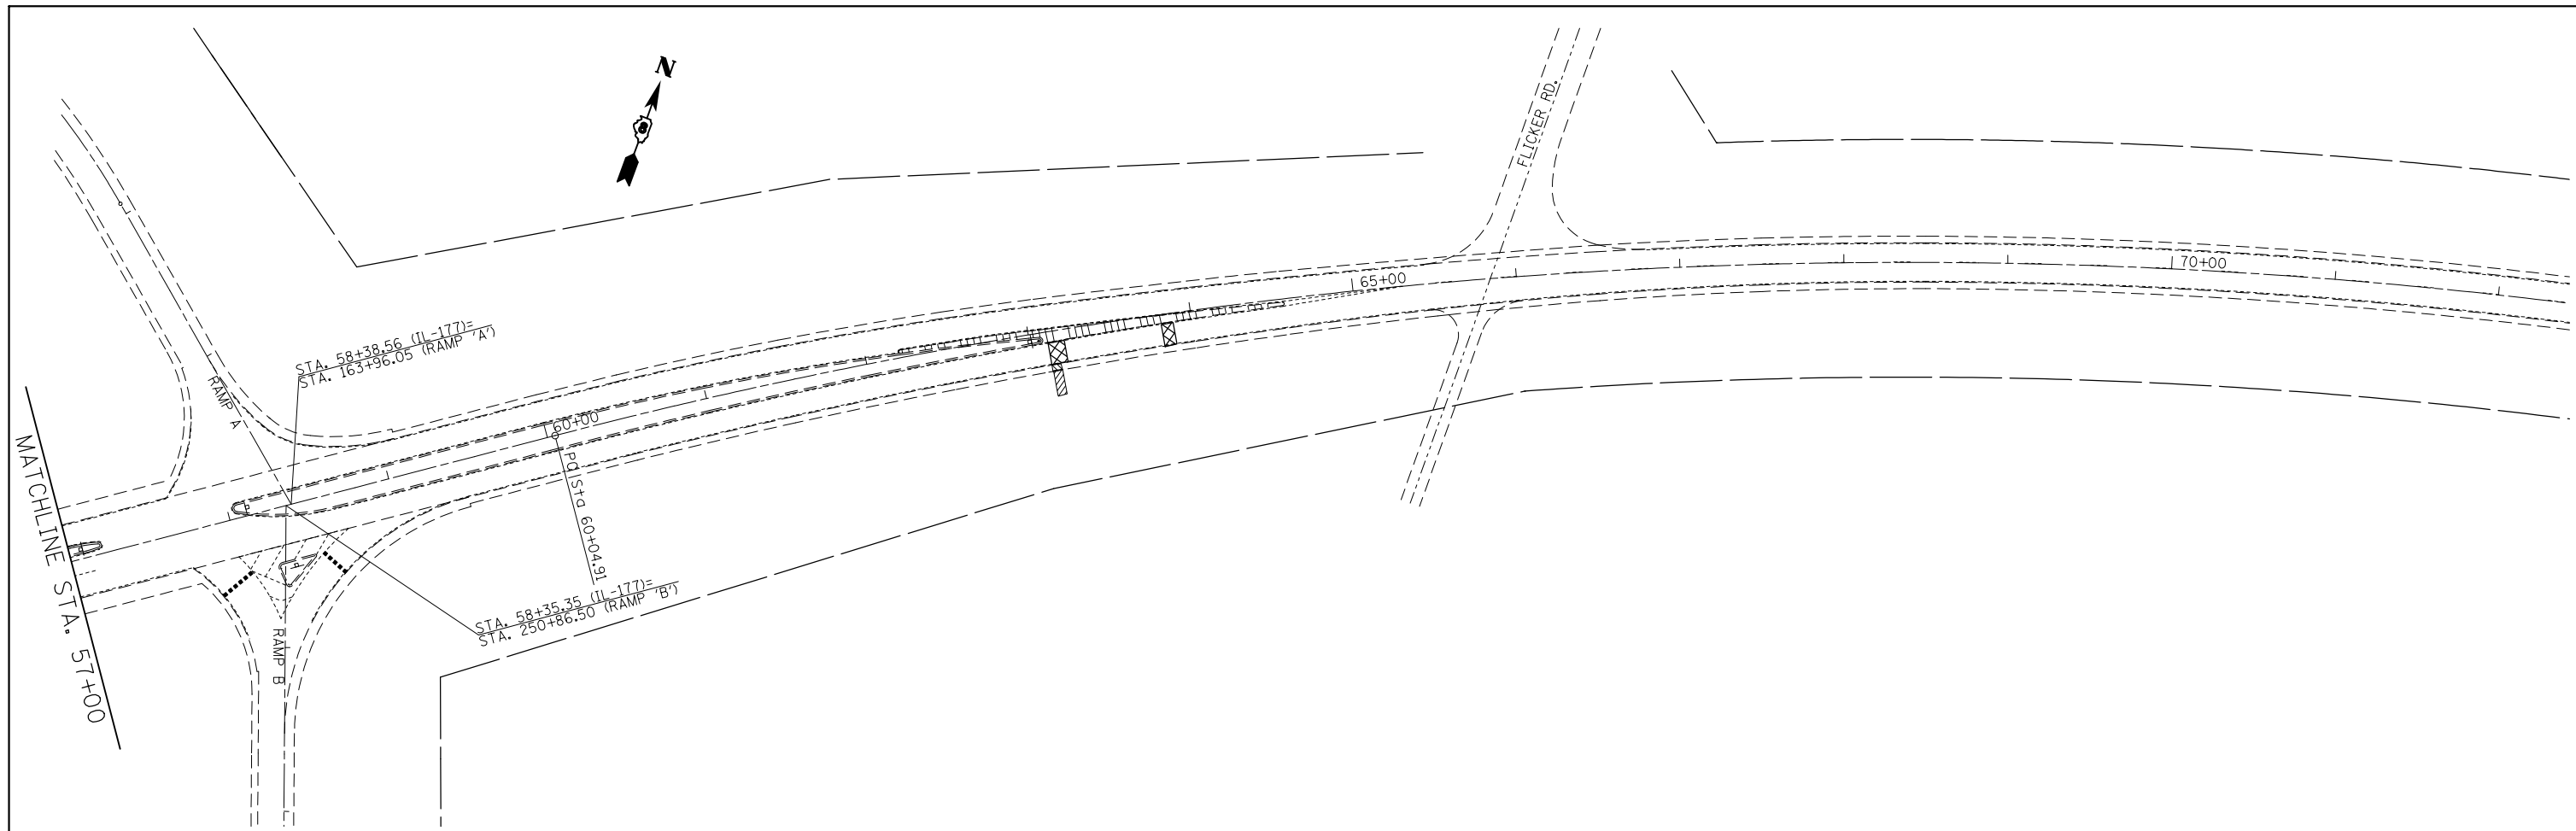 N
FLICKER RD.
65+00
70+00
STA. 58+38.56 (IL-177)=
STA. 163+96.05 (RAMP 'A')
RAMP A
60+00
PC Sta 60+04.91
MATCHLINE STA. 57+00
STA. 58+35.35 (IL-177)=
STA. 250+86.50 (RAMP 'B')
RAMP B